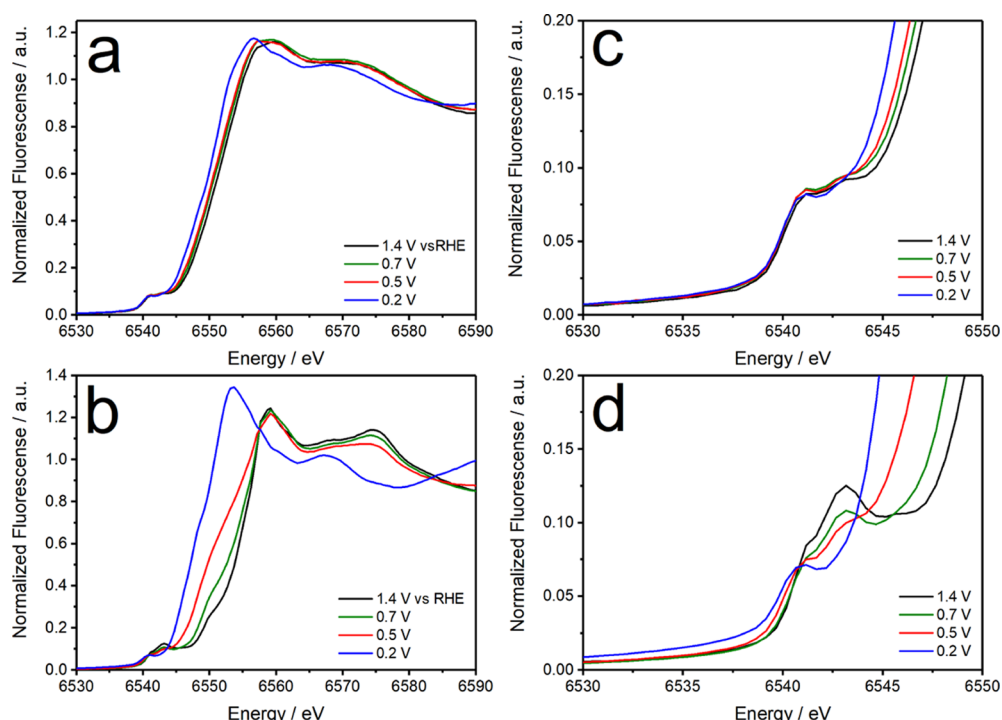 a
Normalized Fluorescense / a.u.
1.2
1.0
0.8
0.6
0.4
0.2
0.0
1.4 V vsRHE
0.7 V
0.5 V
0.2 V
6530 6540 6550 6560 6570 6580 6590
Energy / eV
c
Normalized Fluorescense / a.u.
0.20
0.15
0.10
0.05
0.00
1.4 V
0.7 V
0.5 V
0.2 V
6530 6535 6540 6545 6550
Energy / eV
b
Normalized Fluorescense / a.u.
1.4
1.2
1.0
0.8
0.6
0.4
0.2
0.0
1.4 V vs RHE
0.7 V
0.5 V
0.2 V
6530 6540 6550 6560 6570 6580 6590
Energy / eV
d
Normalized Fluorescense / a.u.
0.20
0.15
0.10
0.05
0.00
1.4 V
0.7 V
0.5 V
0.2 V
6530 6535 6540 6545 6550
Energy / eV